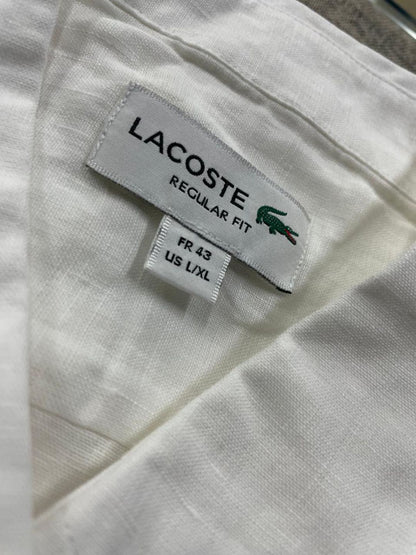 LACOSTE
REGULAR FIT
FR 43
US L/XL